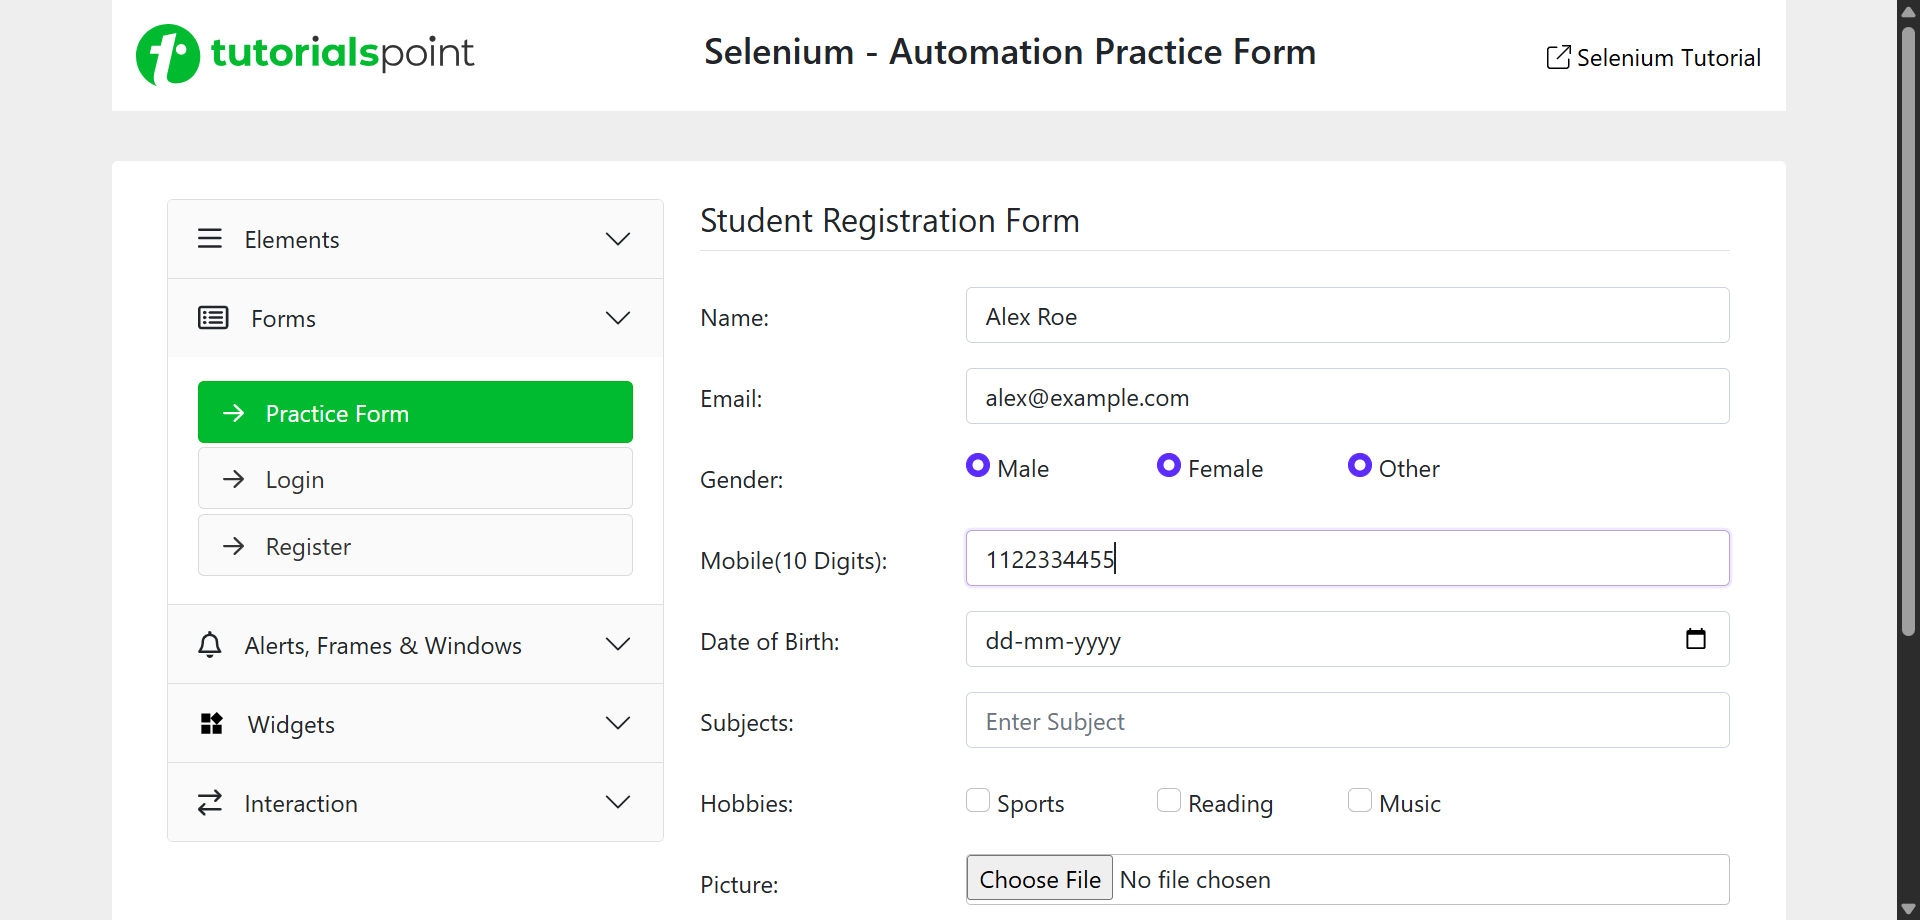 tutorialspoint
Selenium - Automation Practice Form
Selenium Tutorial
Elements
Forms
Practice Form
Login
Register
Alerts, Frames & Windows
Widgets
Interaction
Student Registration Form
Name: Alex Roe
Email: alex@example.com
Gender: Male Female Other
Mobile(10 Digits): 1122334455
Date of Birth: dd-mm-yyyy
Subjects: Enter Subject
Hobbies: Sports Reading Music
Picture: Choose File No file chosen